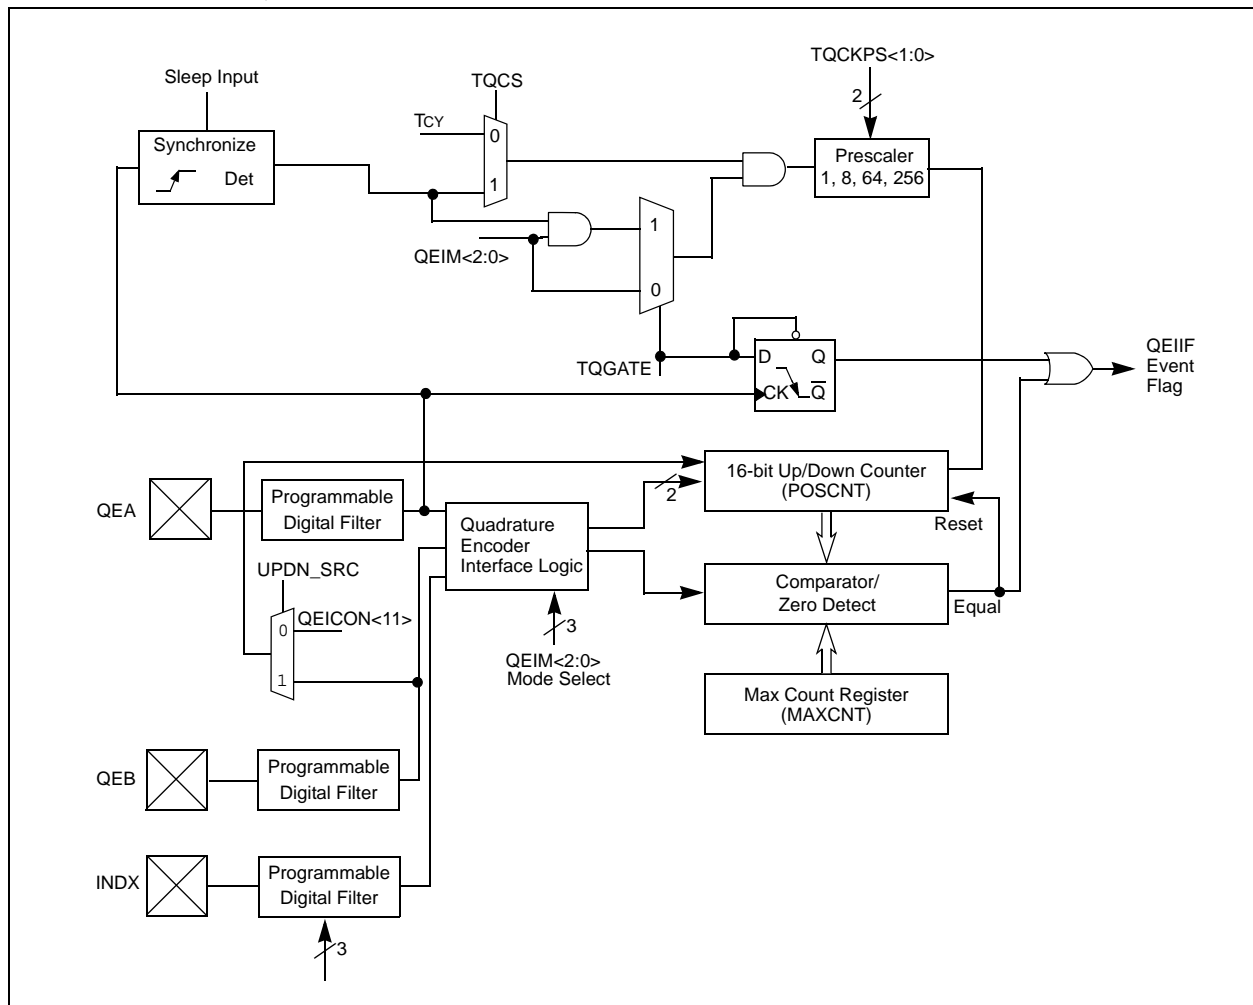 TQCKPS<1:0>
Sleep Input
TQCS
2
TCY
0
Synchronize
Det
1
Prescaler
1, 8, 64, 256
1
QEIM<2:0>
0
TQGATE
D
Q
CK
Q
QEIIF
Event
Flag
16-bit Up/Down Counter
(POSCNT)
2
Reset
QEA
Programmable
Digital Filter
Quadrature
Encoder
Interface Logic
UPDN_SRC
0
QEICON<11>
1
Comparator/
Zero Detect
Equal
3
QEIM<2:0>
Mode Select
Max Count Register
(MAXCNT)
QEB
Programmable
Digital Filter
INDX
Programmable
Digital Filter
3